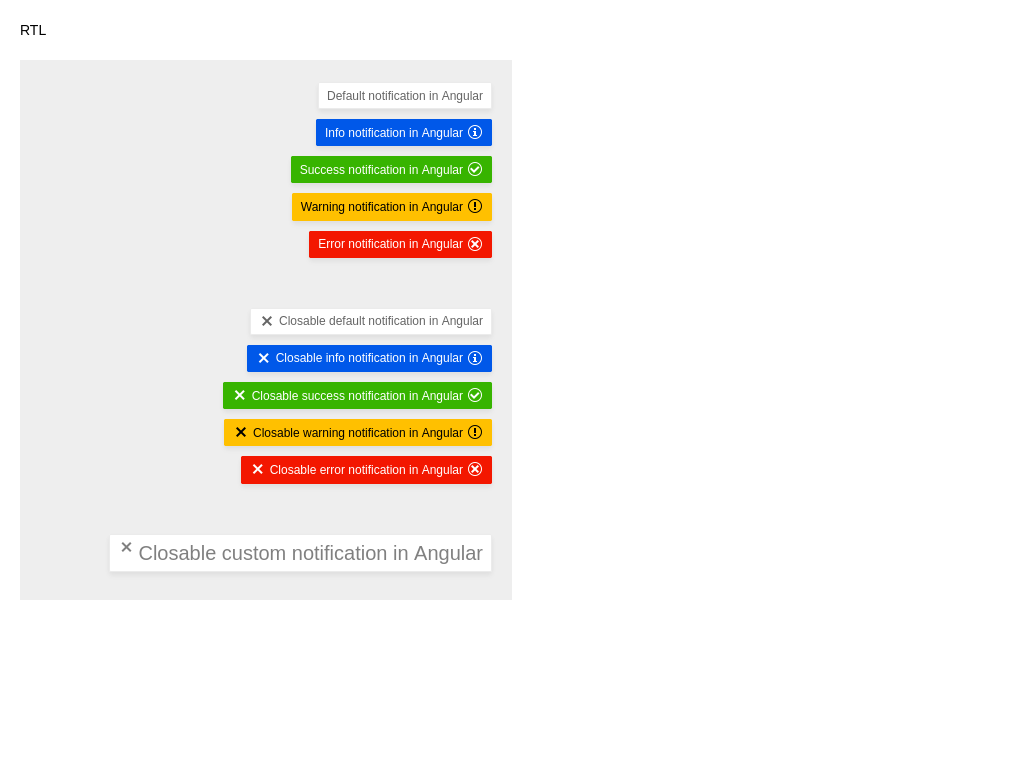 RTL
Default notification in Angular
Info notification in Angular
Success notification in Angular
Warning notification in Angular
Error notification in Angular
Closable default notification in Angular
Closable info notification in Angular
Closable success notification in Angular
Closable warning notification in Angular
Closable error notification in Angular
Closable custom notification in Angular